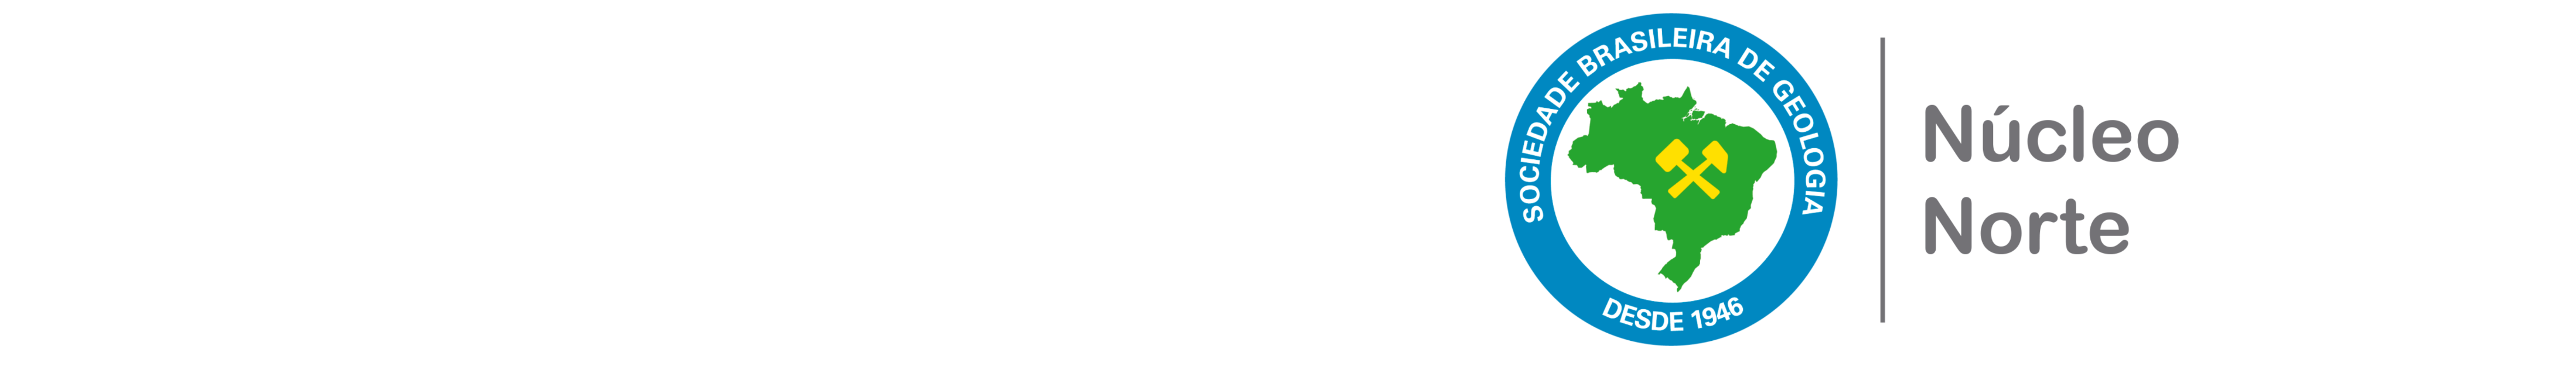 SOCIEDADE BRASILEIRA DE GEOLOGIA
DESDE 1946
Núcleo
Norte